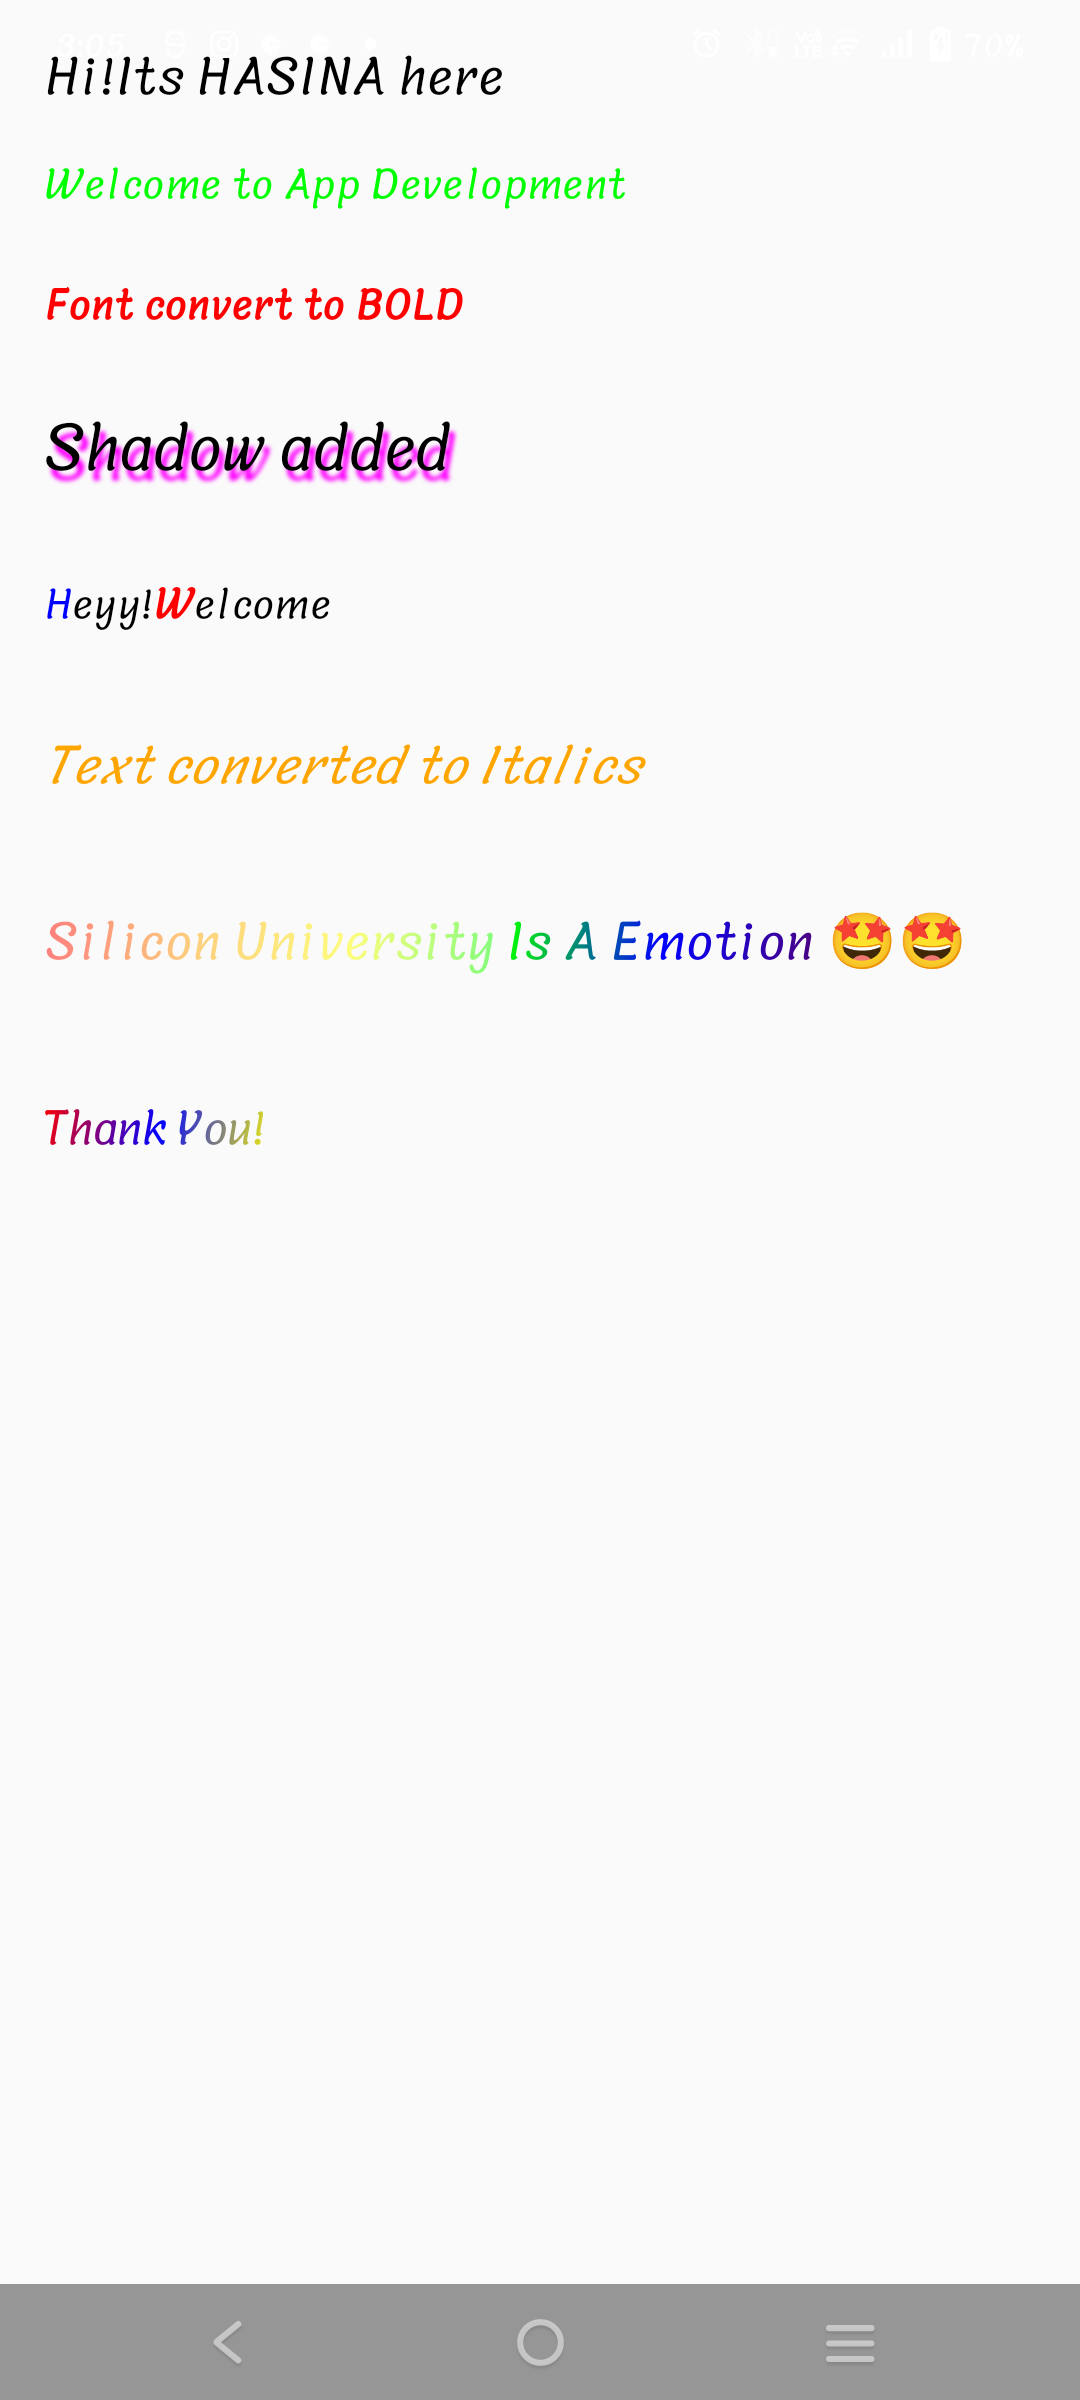 3:05 70%
Hi!Its HASINA here
Welcome to App Development
Font convert to BOLD
Shadow added
Heyy!Welcome
Text converted to Italics
Silicon University Is A Emotion 🤩🤩
Thank You!